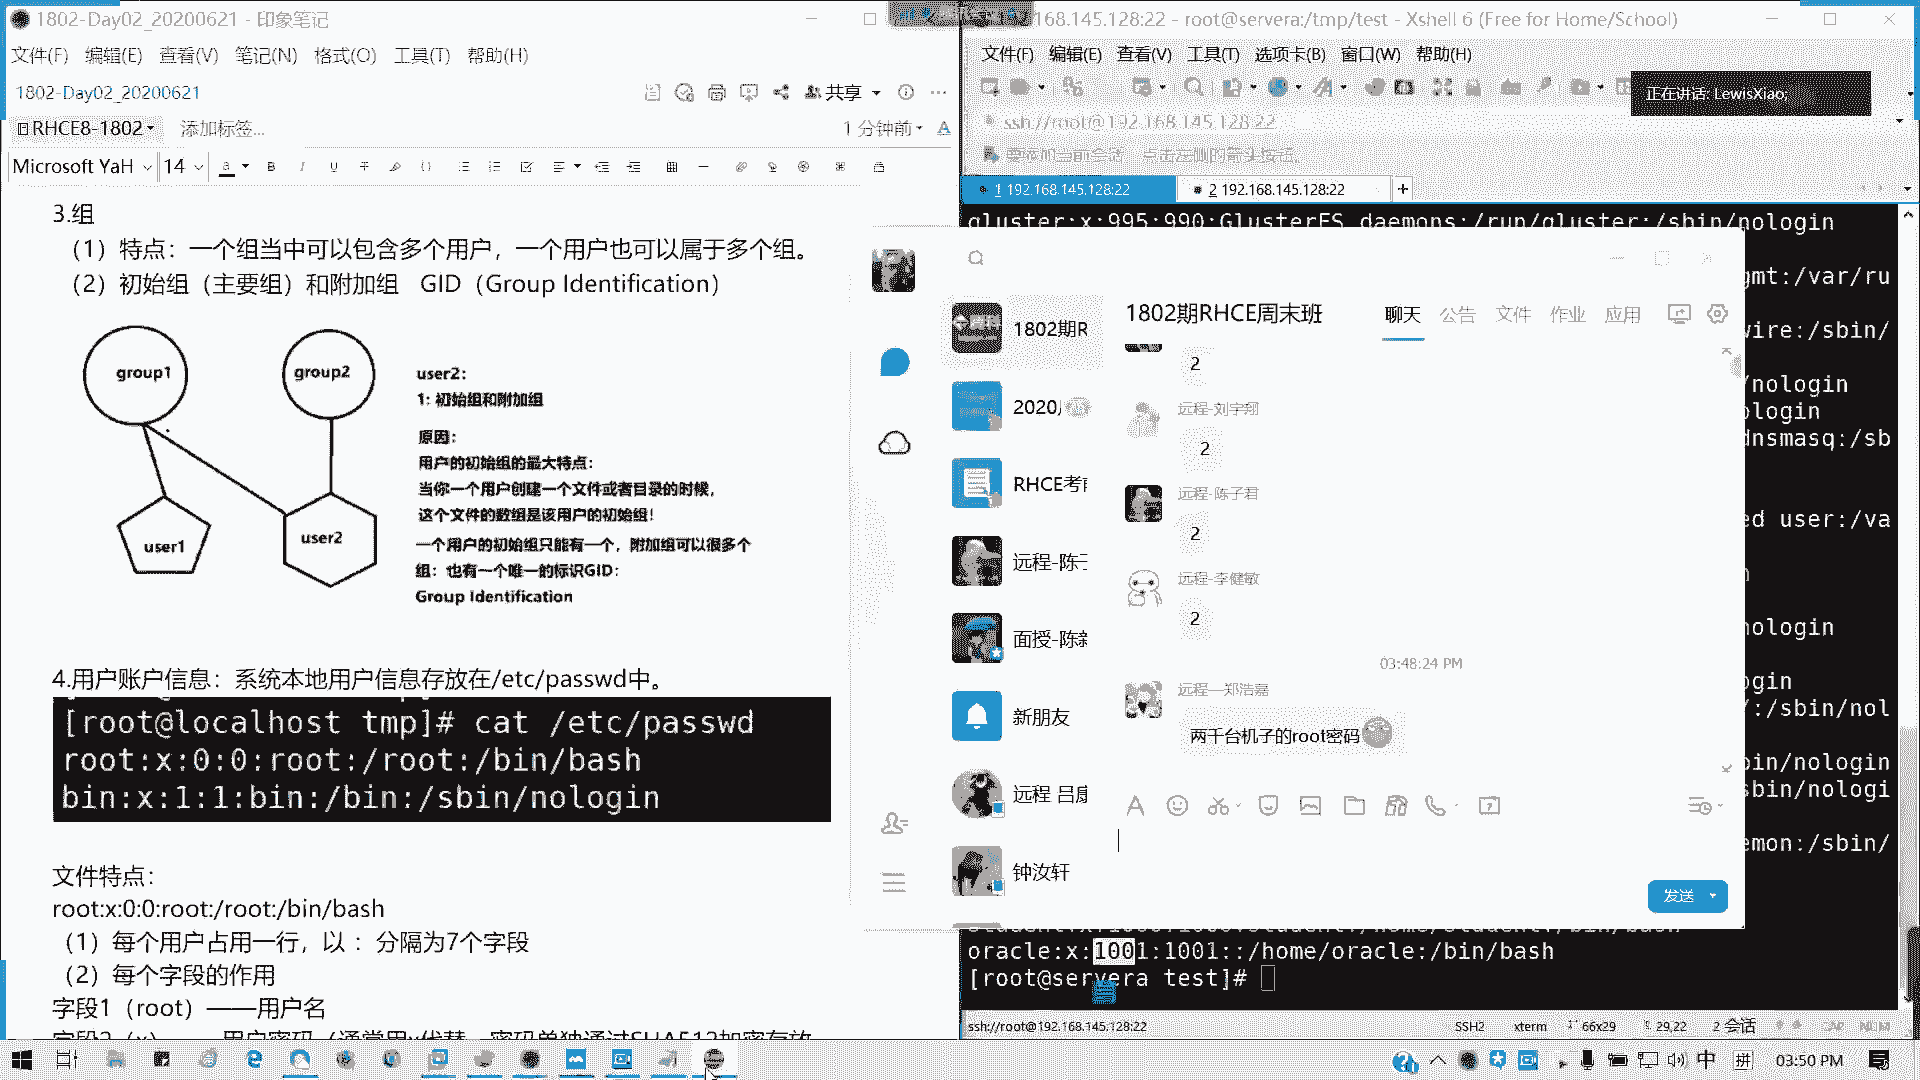 1802-Day02_20200621 - 印象笔记
文件(F) 编辑(E) 查看(V) 笔记(N) 格式(O) 工具(T) 帮助(H)
1802-Day02_20200621
共享
RHCE8-1802
添加标签...
1 分钟前
Microsoft YaH 14
3.组
（1）特点：一个组当中可以包含多个用户，一个用户也可以属于多个组。
（2）初始组（主要组）和附加组 GID（Group Identification）
group1
group2
user1
user2
user2:
1: 初始组和附加组
原因：
用户的初始组的最大特点：
当你一个用户创建一个文件或者目录的时候，
这个文件的数组是该用户的初始组！
一个用户的初始组只能有一个，附加组可以很多个
组：也有一个唯一的标识GID：
Group Identification
4.用户账户信息：系统本地用户信息存放在/etc/passwd中。
[root@localhost tmp]# cat /etc/passwd
root:x:0:0:root:/root:/bin/bash
bin:x:1:1:bin:/bin:/sbin/nologin
文件特点：
root:x:0:0:root:/root:/bin/bash
（1）每个用户占用一行，以 ：分隔为7个字段
（2）每个字段的作用
字段1（root）——用户名
192.168.145.128:22 - root@servera:/tmp/test - Xshell 6 (Free for Home/School)
文件(F) 编辑(E) 查看(V) 工具(T) 选项卡(B) 窗口(W) 帮助(H)
正在讲话: LewisXiao;
ssh://root@192.168.145.128:22
要添加当前会话，点击左侧的箭头按钮。
1 192.168.145.128:22
2 192.168.145.128:22
gluster:x:995:990:GlusterFS daemons:/run/gluster:/sbin/nologin
gmt:/var/ru
wire:/sbin/
/nologin
ologin
dnsmasq:/sb
ed user:/va
nologin
gin
/:/sbin/nol
bin/nologin
sbin/nologi
emon:/sbin/
oracle:x:1001:1001::/home/oracle:/bin/bash
[root@servera test]#
1802期R
2020
RHCE考前
远程-陈子
面授-陈新
新朋友
远程 吕
钟汝轩
1802期RHCE周末班
聊天 公告 文件 作业 应用
2
远程-刘宇翔
2
远程-陈子君
2
远程-李健敏
2
03:48:24 PM
远程—郑浩嘉
两千台机子的root密码
发送
ssh://root@192.168.145.128:22
SSH2 xterm 66x29 29,22 2 会话 CAP NUM
中 拼 03:50 PM